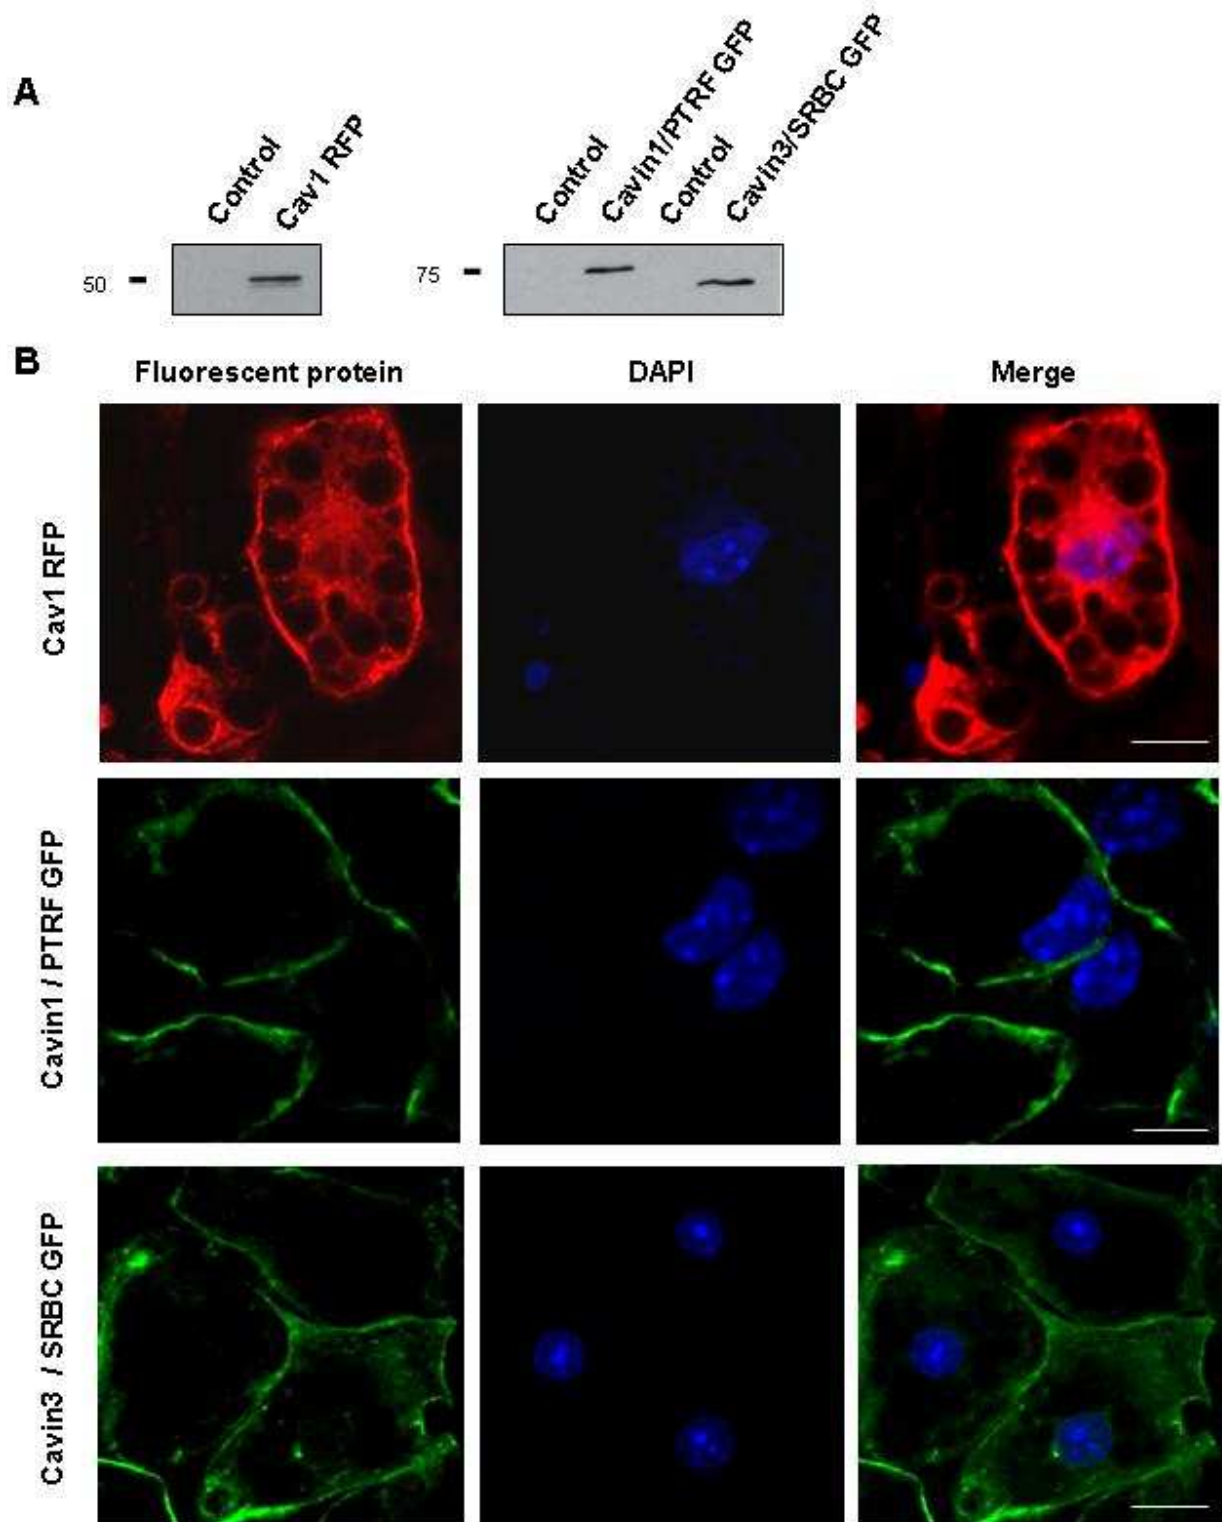 A
Control
Cav1 RFP
Control
Cavin1/PTRF GFP
Control
Cavin3/SRBC GFP
50
75
B
Fluorescent protein
DAPI
Merge
Cav1 RFP
Cavin1 / PTRF GFP
Cavin3 / SRBC GFP